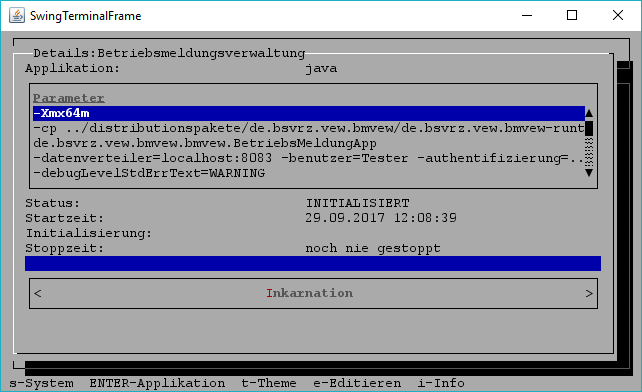 SwingTerminalFrame
Details:Betriebsmeldungsverwaltung
Applikation: java
Parameter
-Xmx64m
-cp ../distributionspakete/de.bsvrz.vew.bmvew/de.bsvrz.vew.bmvew-runt
de.bsvrz.vew.bmvew.bmvew.BetriebsMeldungApp
-datenverteiler=localhost:8083 -benutzer=Tester -authentifizierung=..
-debugLevelStdErrText=WARNING
Status: INITIALISIERT
Startzeit: 29.09.2017 12:08:39
Initialisierung:
Stoppzeit: noch nie gestoppt
< Inkarnation >
s-System ENTER-Applikation t-Theme e-Editieren i-Info